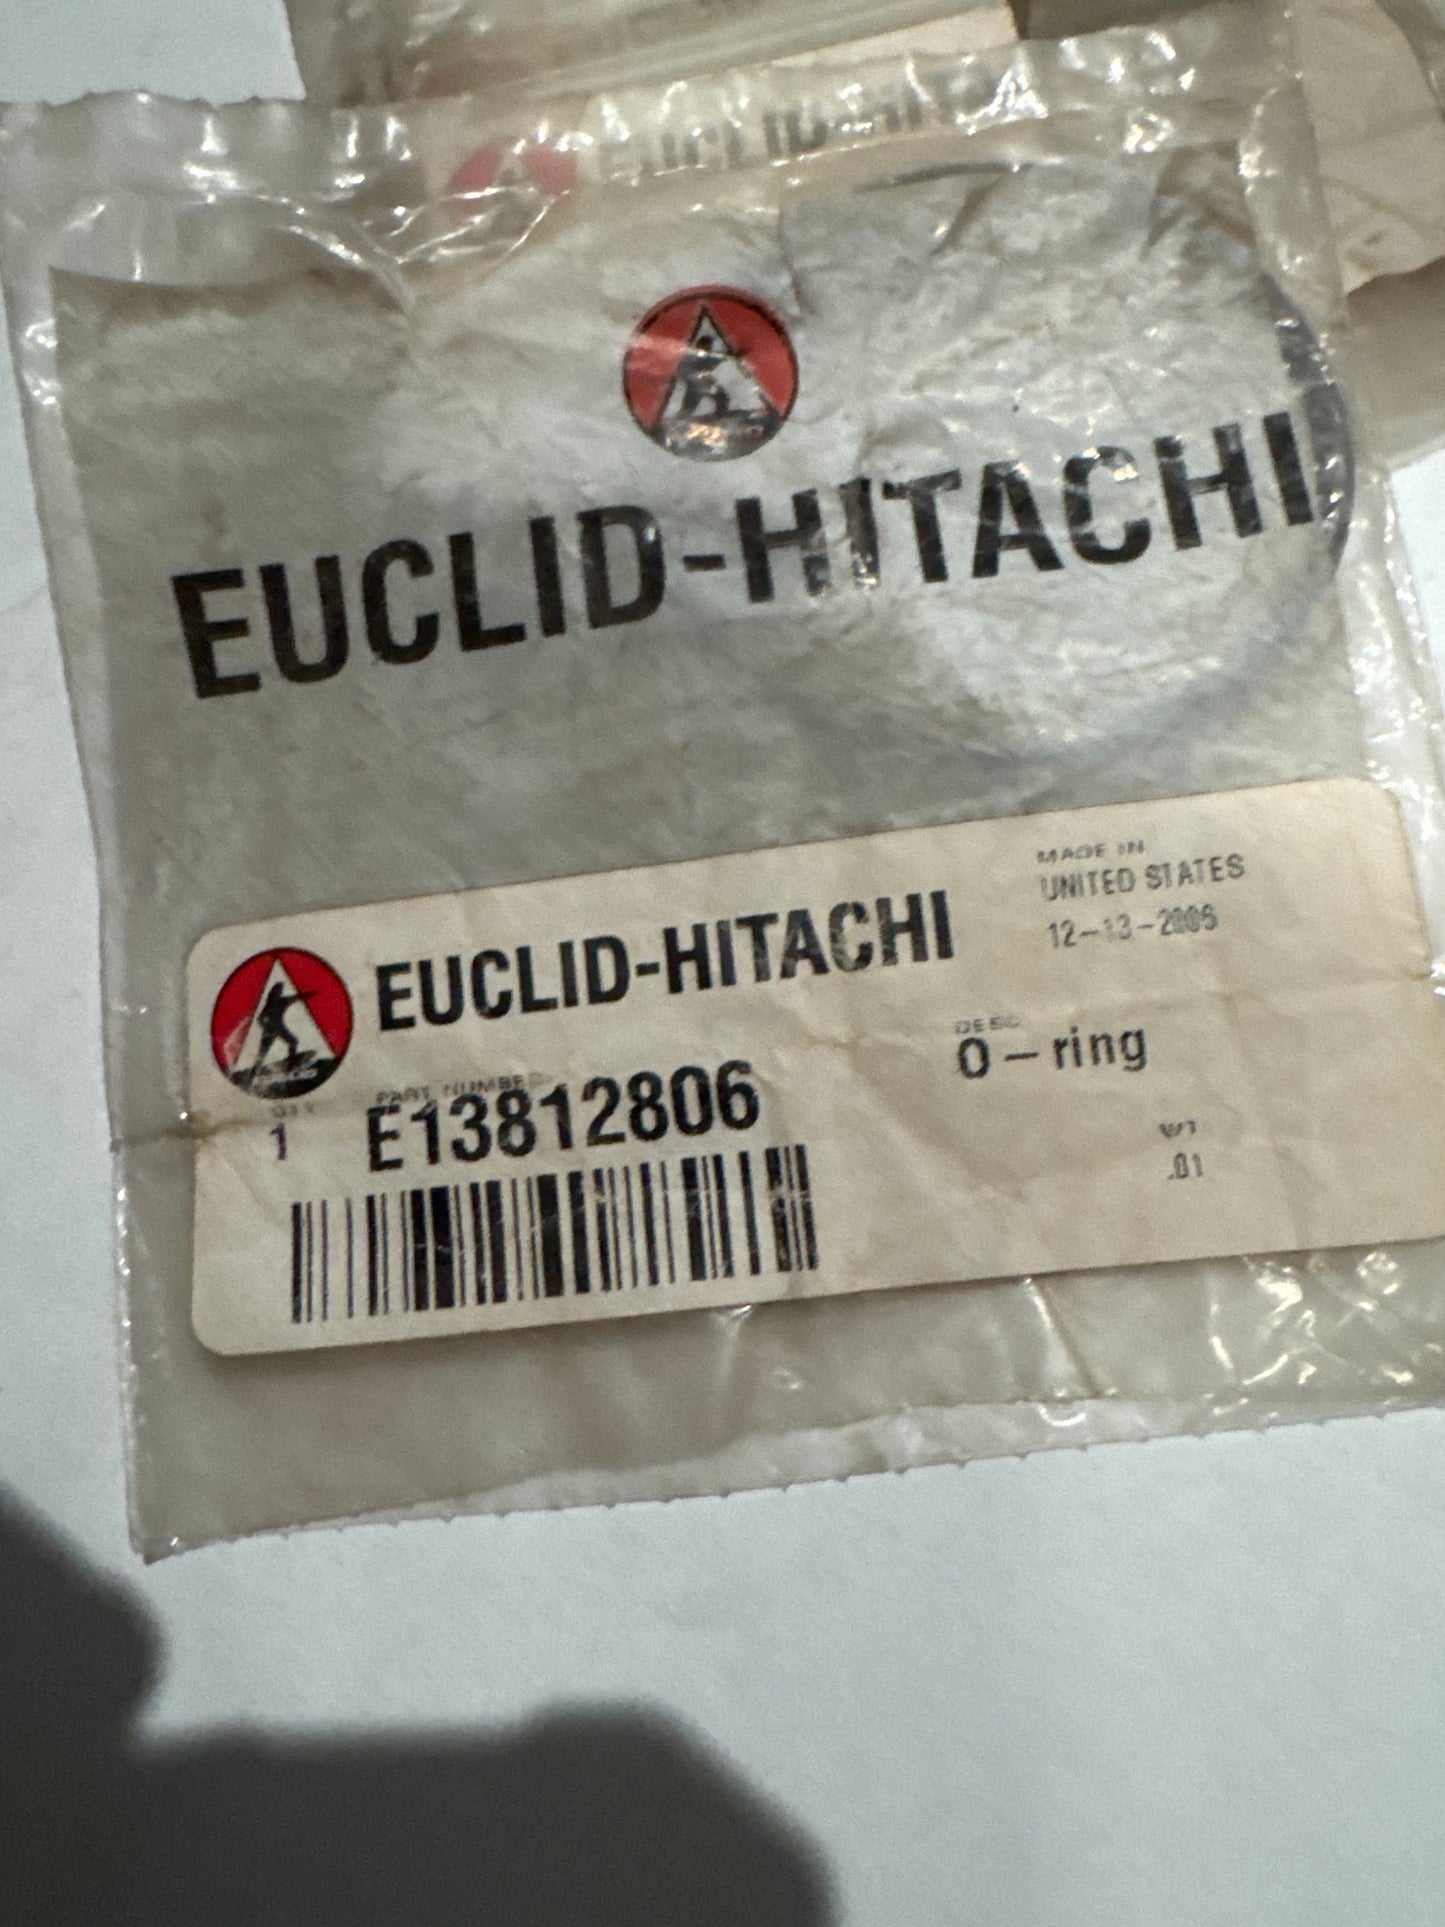 EUCLID-HITACHI
EUCLID-HITACHI
MADE IN
UNITED STATES
12-13-2006
DESC
O-ring
PART NUMBER
E13812806
QTY
1
WT
.01